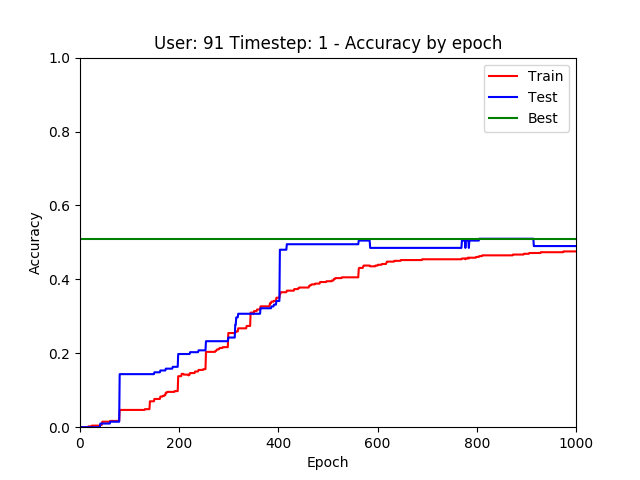 User: 91 Timestep: 1 - Accuracy by epoch
Accuracy
1.0
0.8
0.6
0.4
0.2
0.0
Train
Test
Best
0 200 400 600 800 1000
Epoch